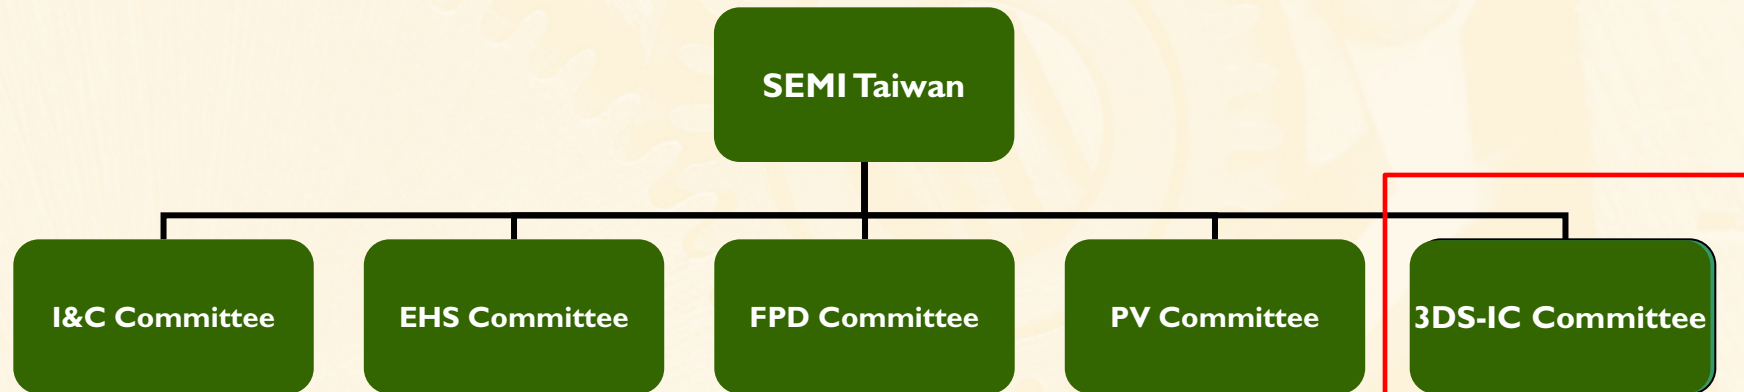 SEMI Taiwan
I&C Committee
EHS Committee
FPD Committee
PV Committee
3DS-IC Committee